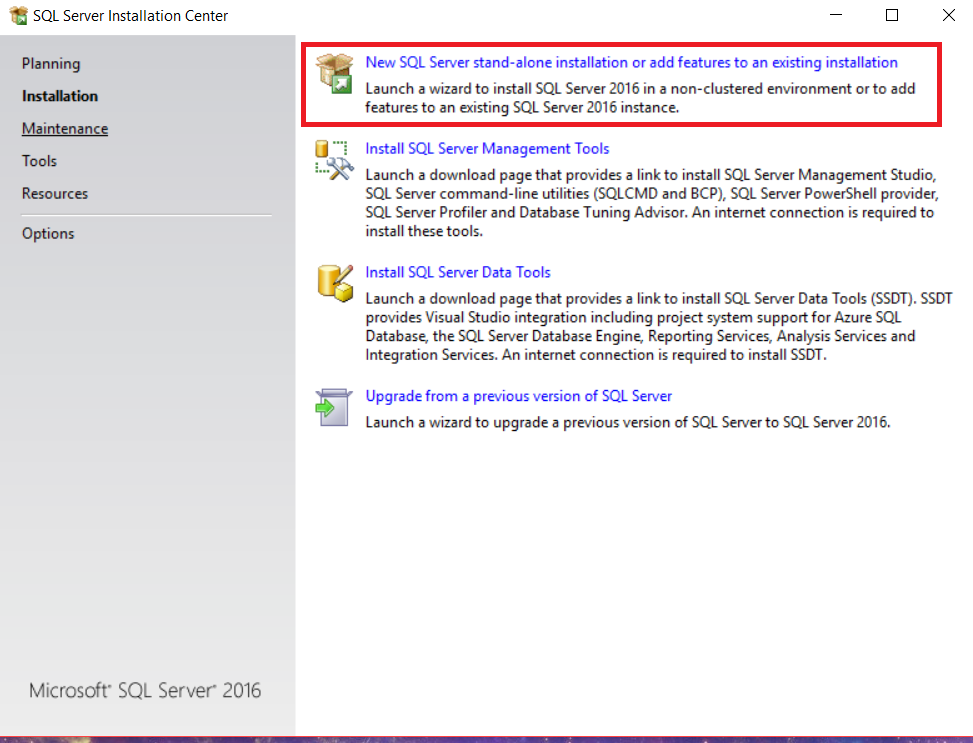 SQL Server Installation Center
Planning
Installation
Maintenance
Tools
Resources
Options
New SQL Server stand-alone installation or add features to an existing installation
Launch a wizard to install SQL Server 2016 in a non-clustered environment or to add
features to an existing SQL Server 2016 instance.
Install SQL Server Management Tools
Launch a download page that provides a link to install SQL Server Management Studio,
SQL Server command-line utilities (SQLCMD and BCP), SQL Server PowerShell provider,
SQL Server Profiler and Database Tuning Advisor. An internet connection is required to
install these tools.
Install SQL Server Data Tools
Launch a download page that provides a link to install SQL Server Data Tools (SSDT). SSDT
provides Visual Studio integration including project system support for Azure SQL
Database, the SQL Server Database Engine, Reporting Services, Analysis Services and
Integration Services. An internet connection is required to install SSDT.
Upgrade from a previous version of SQL Server
Launch a wizard to upgrade a previous version of SQL Server to SQL Server 2016.
Microsoft® SQL Server® 2016